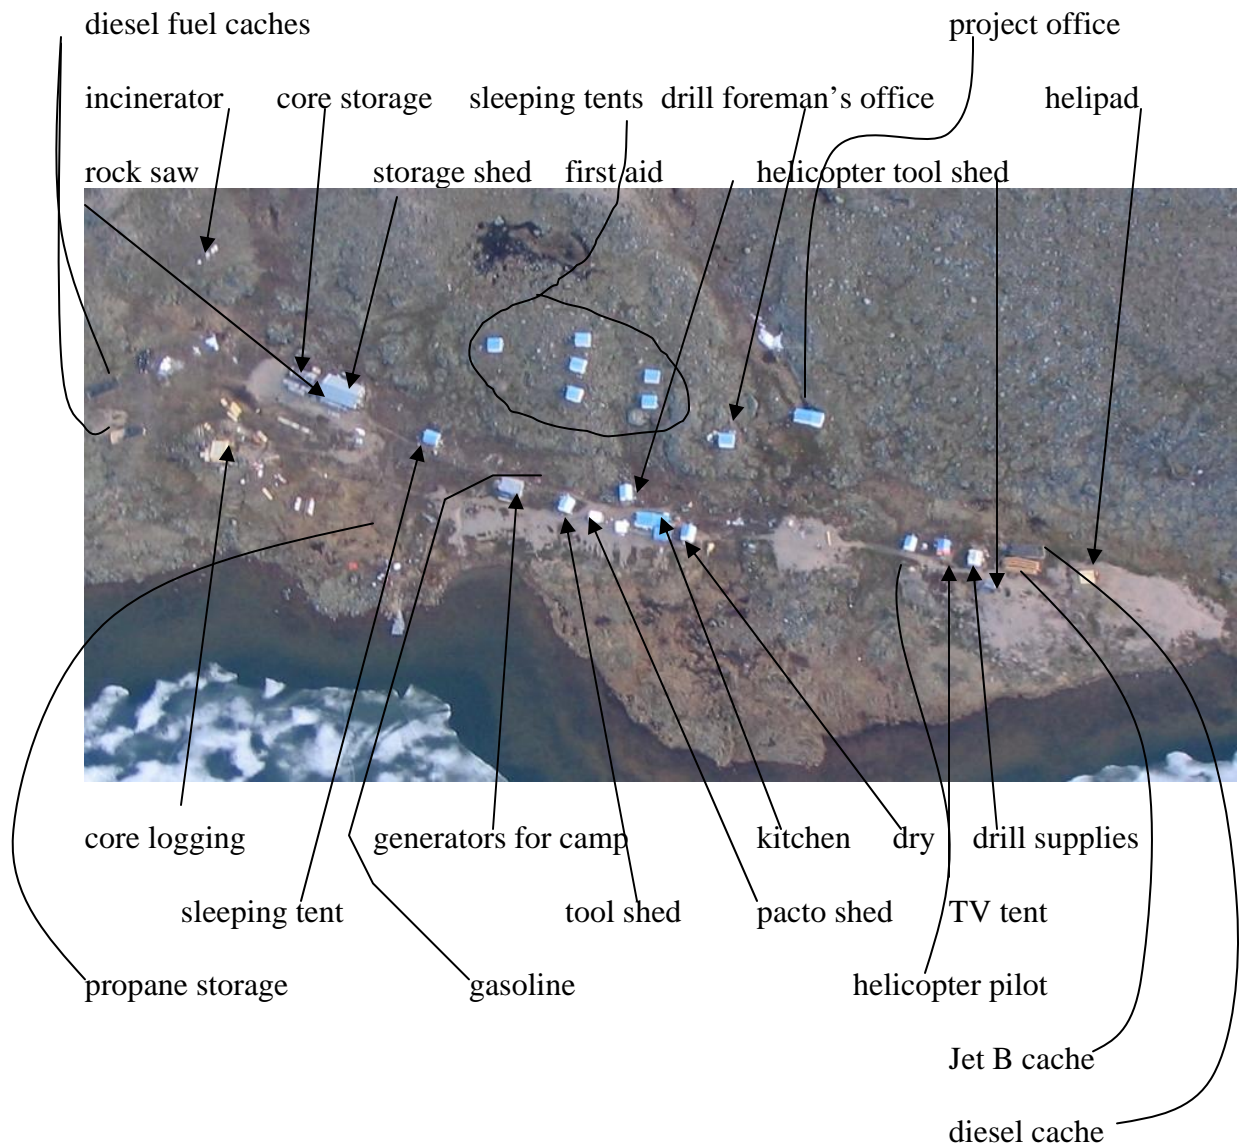 diesel fuel caches project office
incinerator core storage sleeping tents drill foreman’s office helipad
rock saw storage shed first aid helicopter tool shed
core logging generators for camp kitchen dry drill supplies
sleeping tent tool shed pacto shed TV tent
propane storage gasoline helicopter pilot
Jet B cache
diesel cache